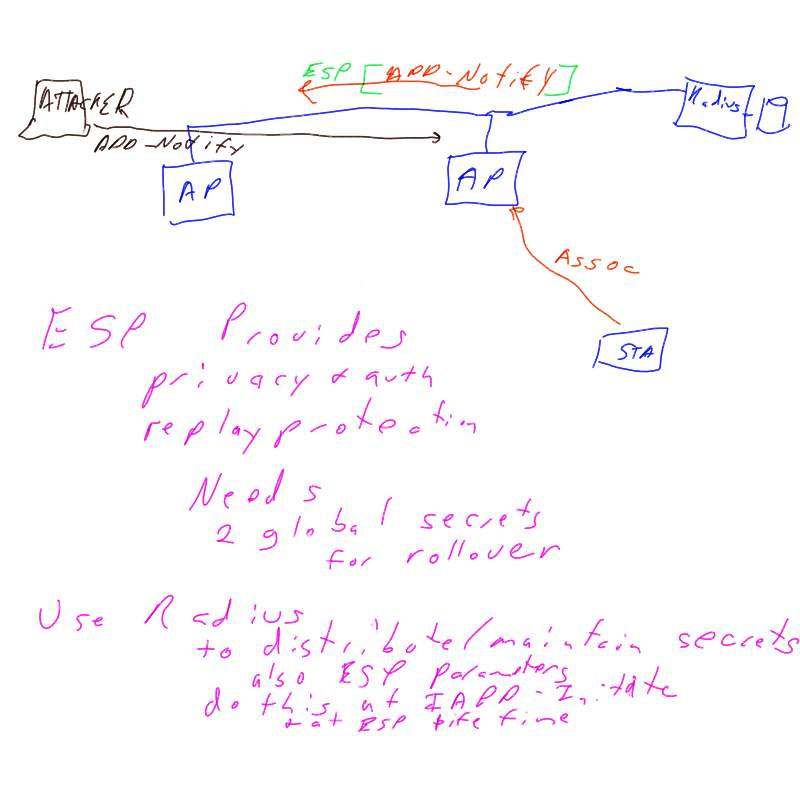 ESP [ADD-Notify]
ATTACKER
Radius
ADD-Notify
AP
AP
Assoc
STA
ESP Provides
privacy & auth
replay protection
Needs
2 global secrets
for rollover
Use Radius
to distribute/maintain secrets
also ESP parameters
do this at IAPP-Initate
& at ESP life time